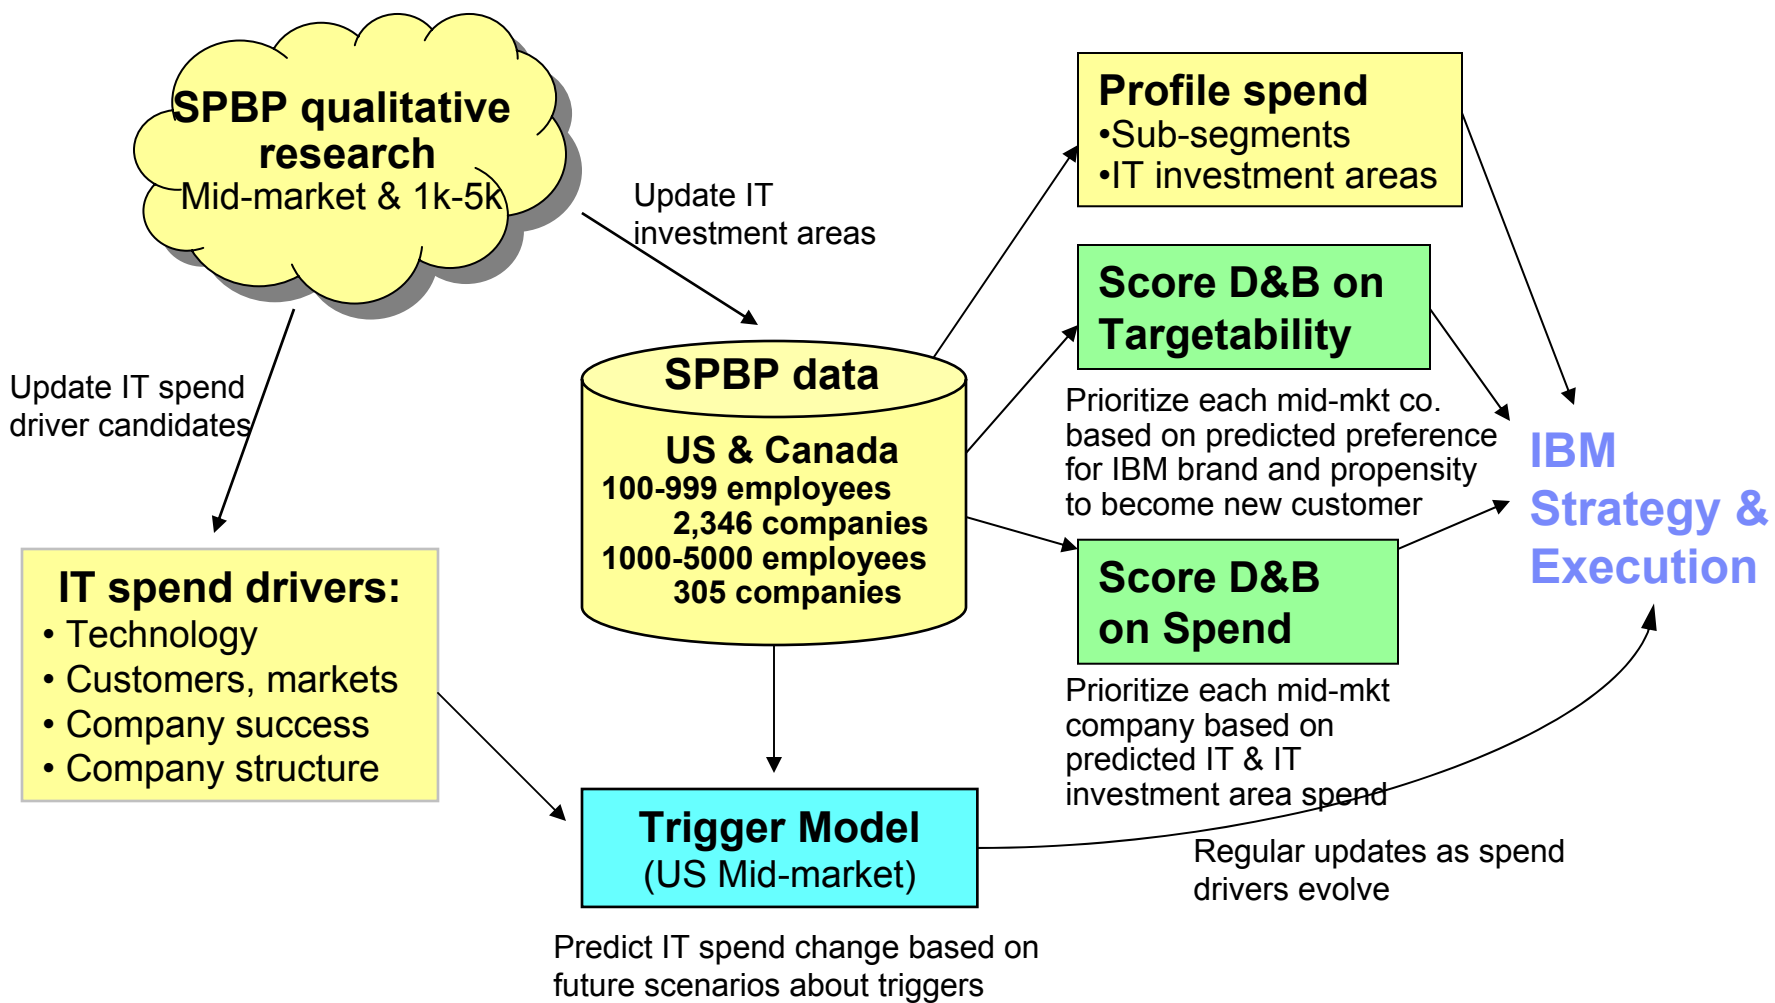 SPBP qualitative
research
Mid-market & 1k-5k
Update IT
investment areas
Update IT spend
driver candidates
IT spend drivers:
• Technology
• Customers, markets
• Company success
• Company structure
SPBP data
US & Canada
100-999 employees
2,346 companies
1000-5000 employees
305 companies
Trigger Model
(US Mid-market)
Predict IT spend change based on
future scenarios about triggers
Profile spend
•Sub-segments
•IT investment areas
Score D&B on
Targetability
Prioritize each mid-mkt co.
based on predicted preference
for IBM brand and propensity
to become new customer
Score D&B
on Spend
Prioritize each mid-mkt
company based on
predicted IT & IT
investment area spend
Regular updates as spend
drivers evolve
IBM
Strategy &
Execution